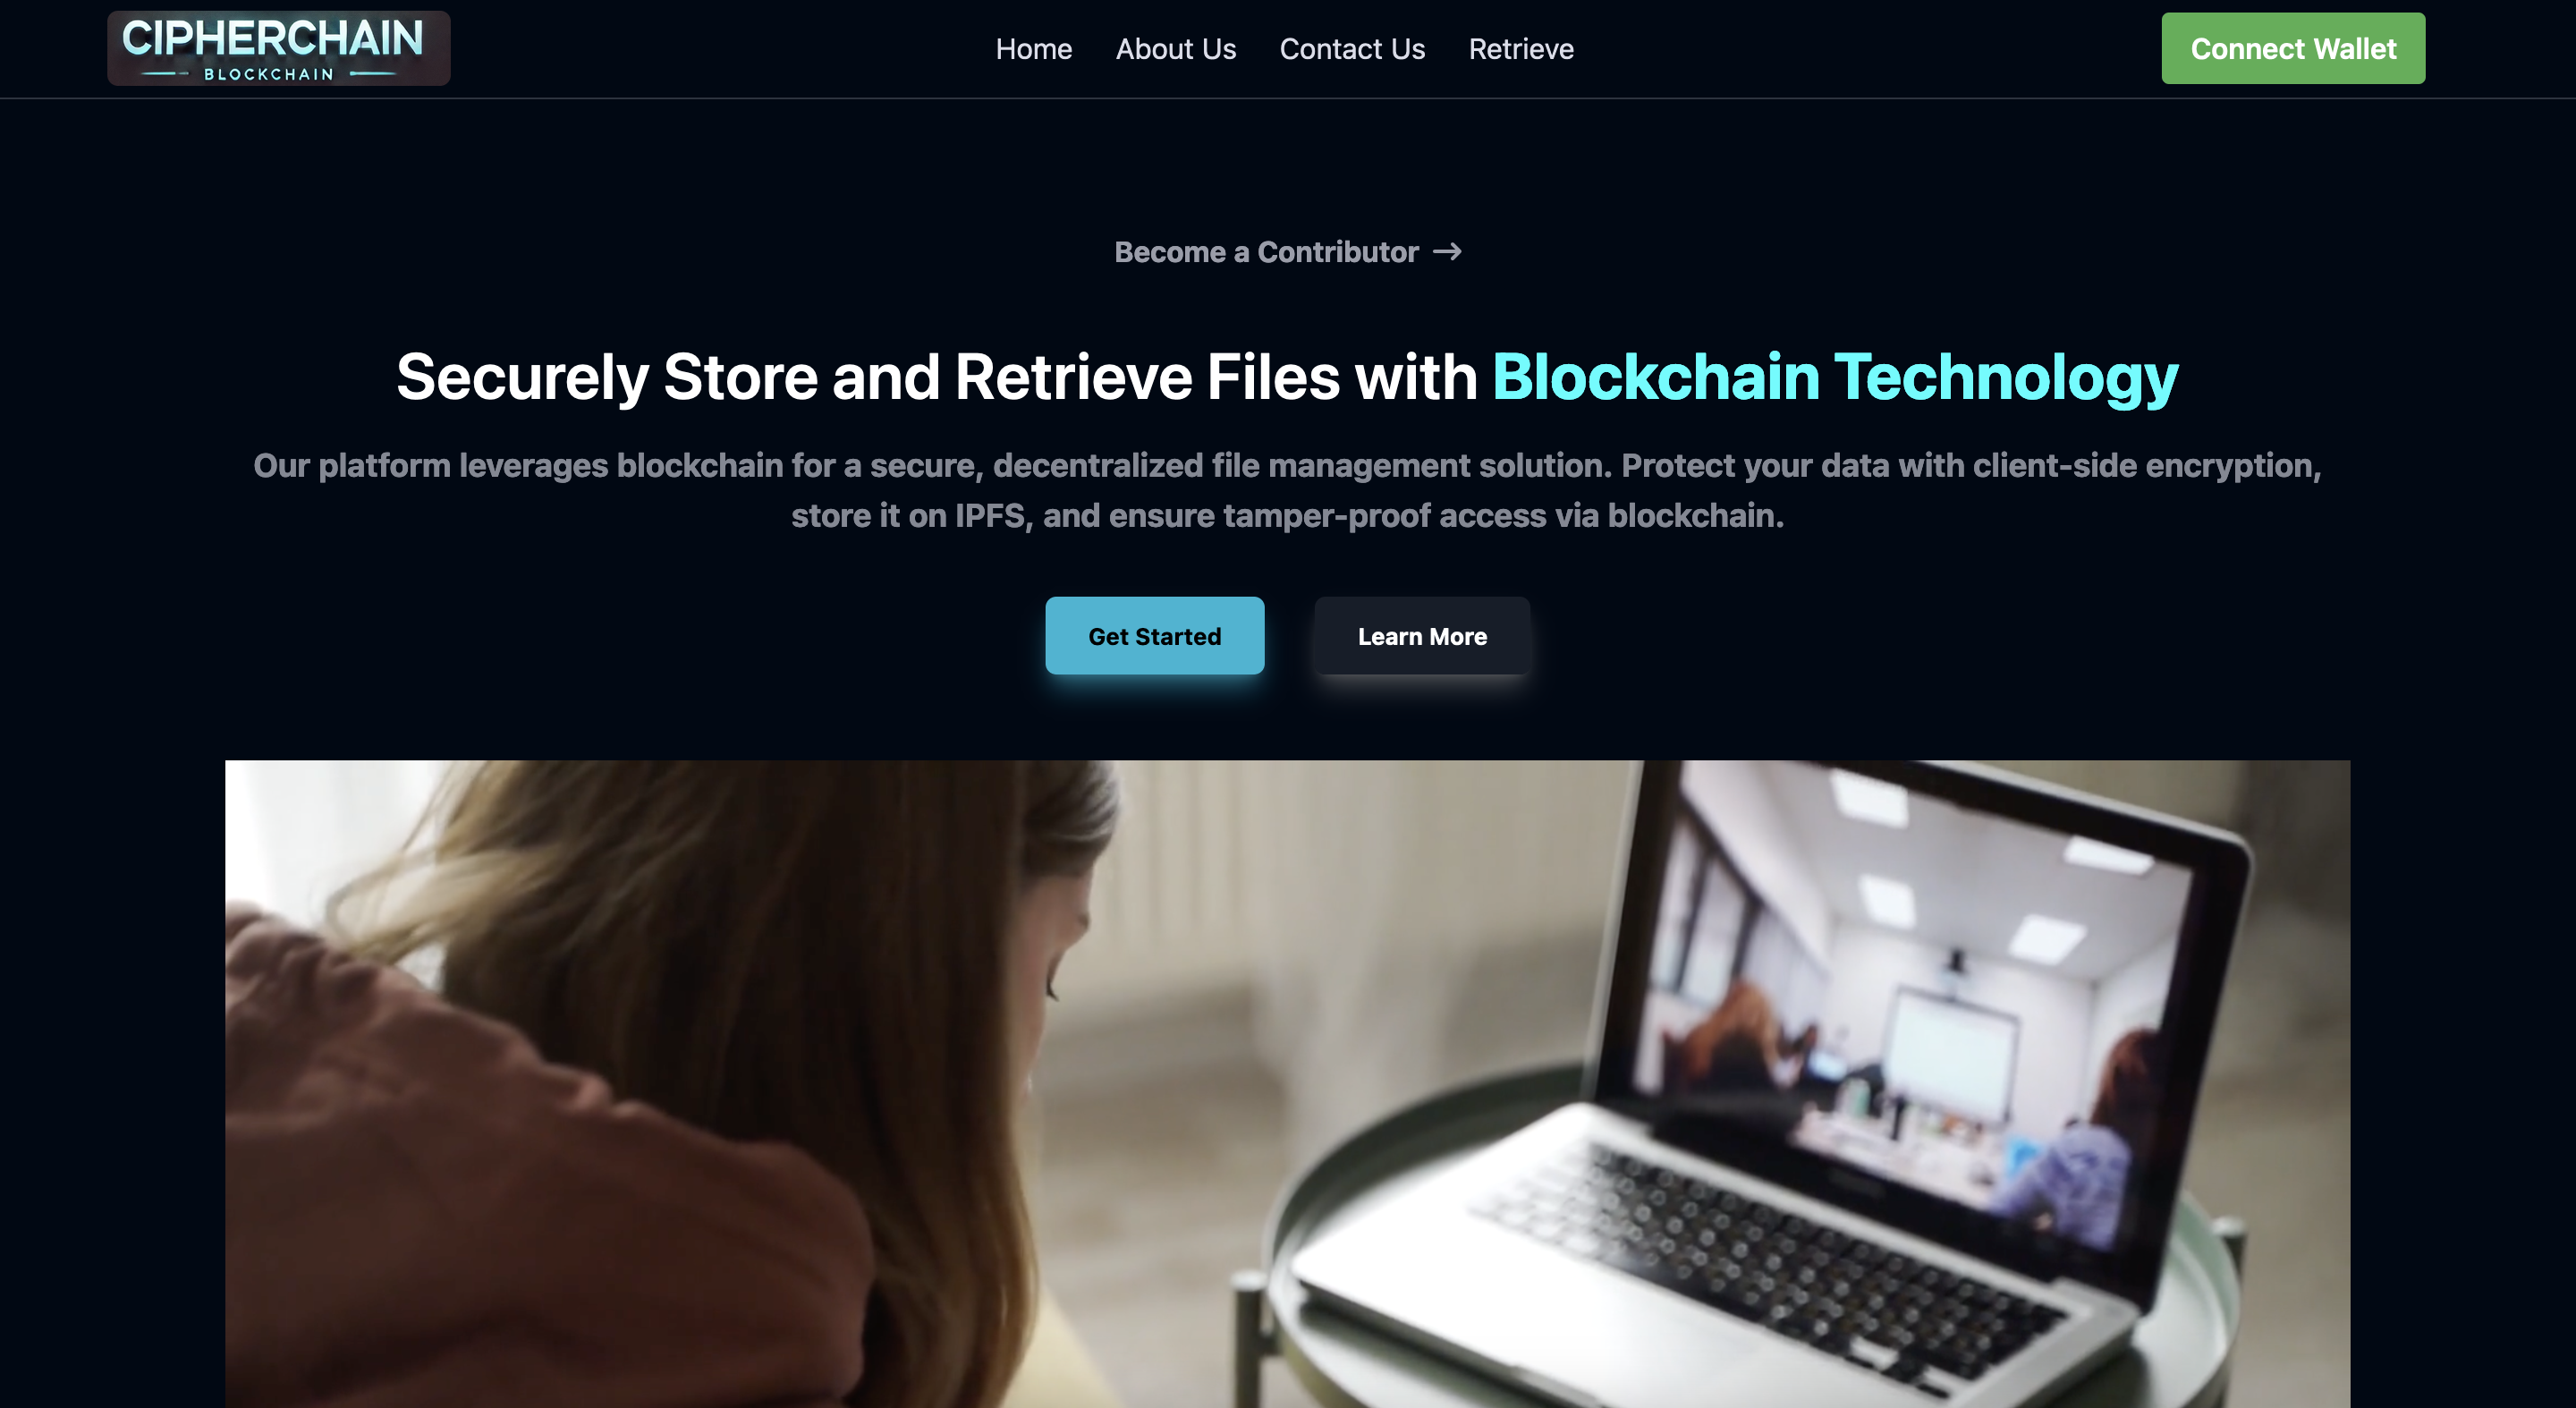 CIPHERCHAIN
BLOCKCHAIN
Home
About Us
Contact Us
Retrieve
Connect Wallet
Become a Contributor →
Securely Store and Retrieve Files with Blockchain Technology
Our platform leverages blockchain for a secure, decentralized file management solution. Protect your data with client-side encryption,
store it on IPFS, and ensure tamper-proof access via blockchain.
Get Started
Learn More